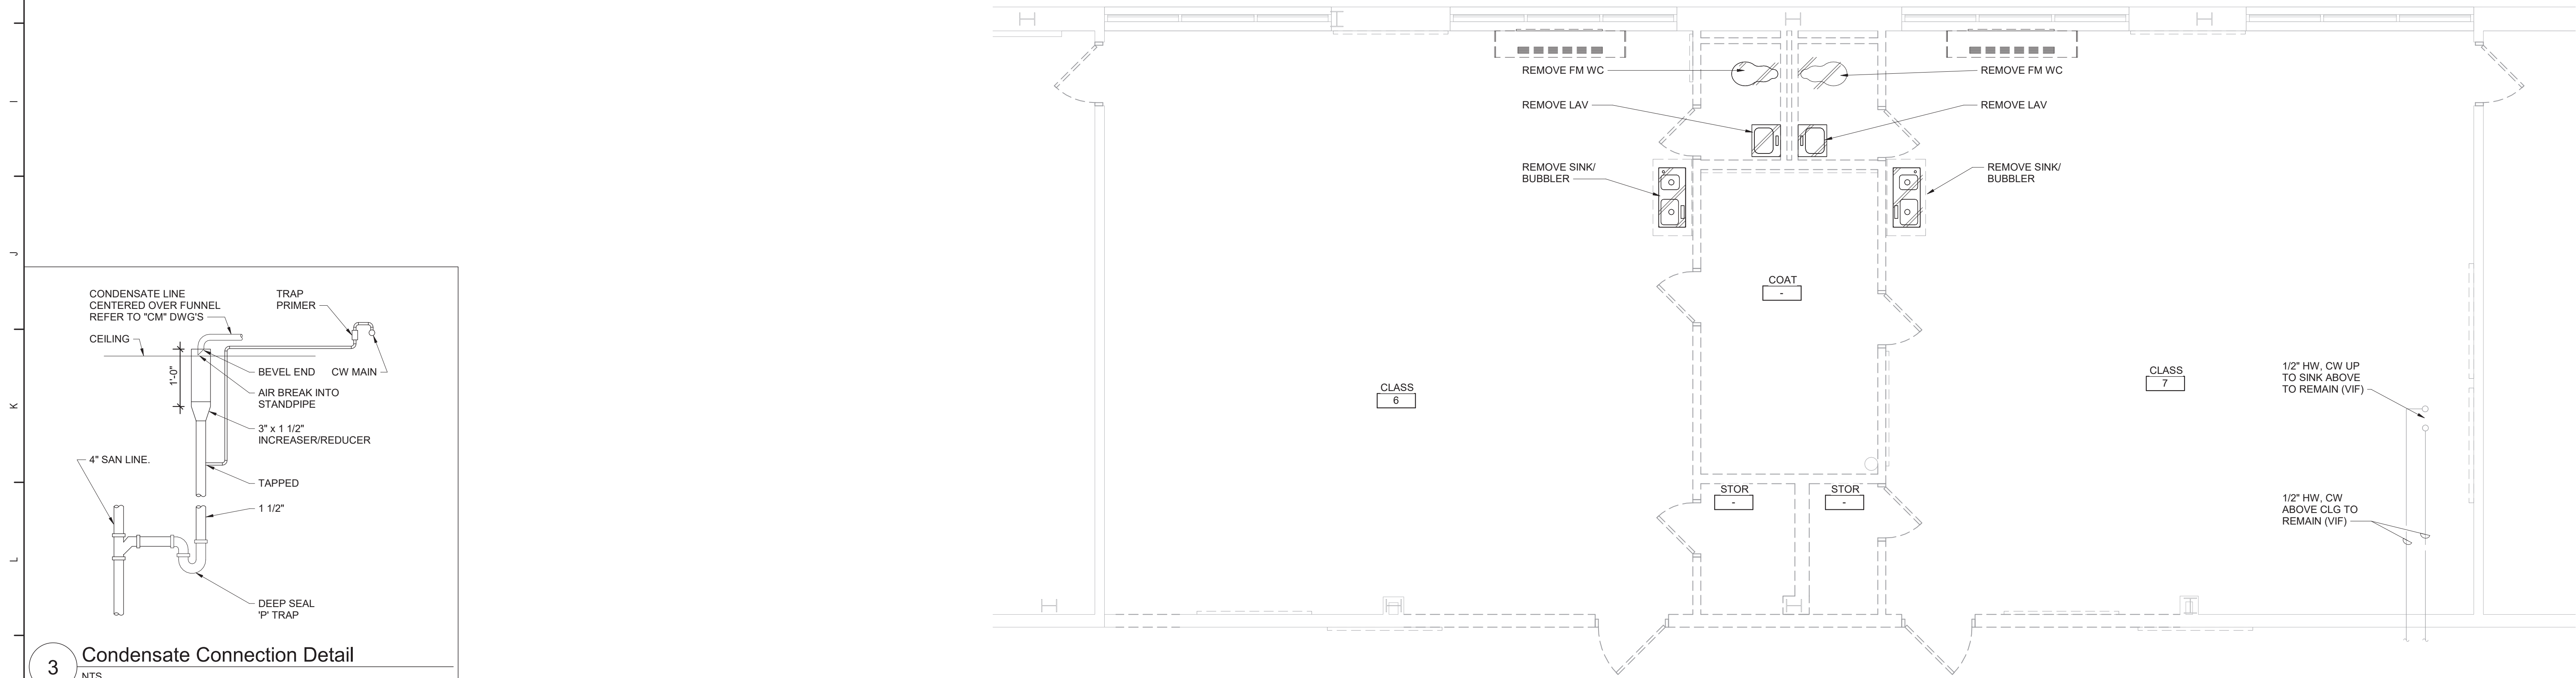 I
J
K
L
CONDENSATE LINE
CENTERED OVER FUNNEL
REFER TO "CM" DWG'S
TRAP
PRIMER
CEILING
1'-0"
BEVEL END
CW MAIN
AIR BREAK INTO
STANDPIPE
3" x 1 1/2"
INCREASER/REDUCER
4" SAN LINE.
TAPPED
1 1/2"
DEEP SEAL
'P' TRAP
3
Condensate Connection Detail
NTS
REMOVE FM WC
REMOVE FM WC
REMOVE LAV
REMOVE LAV
REMOVE SINK/
BUBBLER
REMOVE SINK/
BUBBLER
COAT
-
CLASS
6
CLASS
7
STOR
-
STOR
-
1/2" HW, CW UP
TO SINK ABOVE
TO REMAIN (VIF)
1/2" HW, CW
ABOVE CLG TO
REMAIN (VIF)